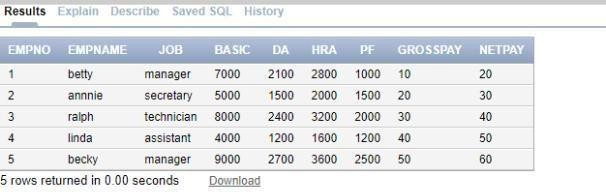 Results Explain Describe Saved SQL History
EMPNO EMPNAME JOB BASIC DA HRA PF GROSSPAY NETPAY
1 betty manager 7000 2100 2800 1000 10 20
2 annnie secretary 5000 1500 2000 1500 20 30
3 ralph technician 8000 2400 3200 2000 30 40
4 linda assistant 4000 1200 1600 1200 40 50
5 becky manager 9000 2700 3600 2500 50 60
5 rows returned in 0.00 seconds Download